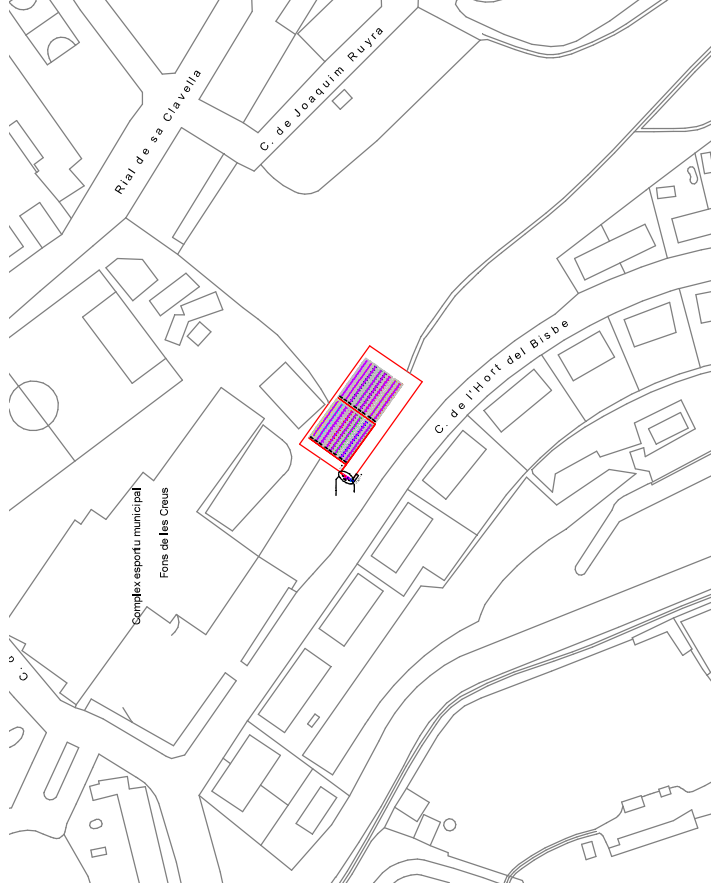 C. de Joaquim Ruyra
Rial de sa Clavella
C. de l'Hort del Bisbe
Complex esportiu municipal
Fons de les Creus